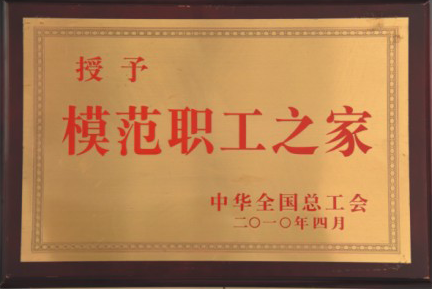 授予
模范职工之家
中华全国总工会
二〇一〇年四月